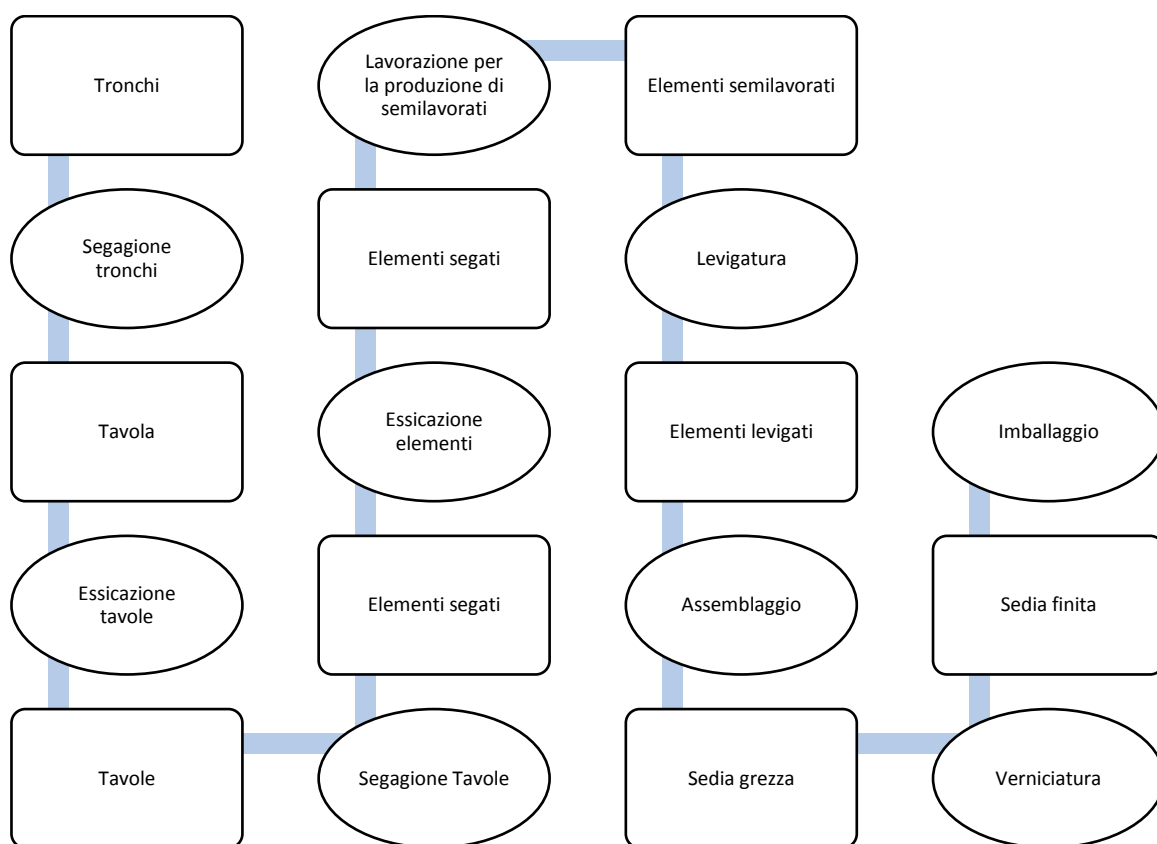 Tronchi
Segagione
tronchi
Tavola
Essicazione
tavole
Tavole
Segagione Tavole
Elementi segati
Essicazione
elementi
Elementi segati
Lavorazione per
la produzione di
semilavorati
Elementi semilavorati
Levigatura
Elementi levigati
Assemblaggio
Sedia grezza
Verniciatura
Sedia finita
Imballaggio